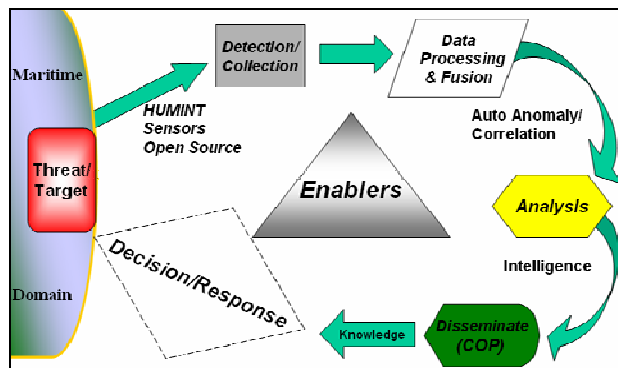 Maritime
Threat/
Target
Domain
HUMINT
Sensors
Open Source
Detection/
Collection
Data
Processing
& Fusion
Auto Anomaly/
Correlation
Enablers
Analysis
Intelligence
Disseminate
(COP)
Knowledge
Decision/Response